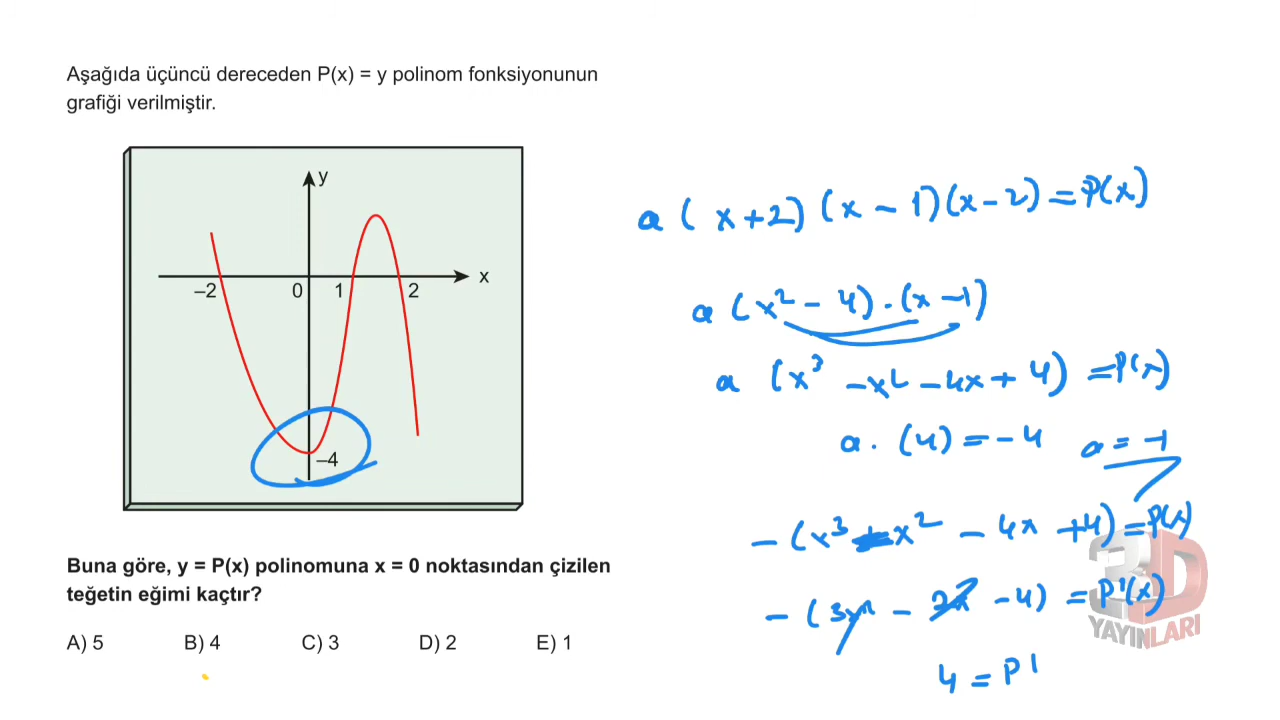 Aşağıda üçüncü dereceden P(x) = y polinom fonksiyonunun
grafiği verilmiştir.
y
x
–2
0
1
2
–4
Buna göre, y = P(x) polinomuna x = 0 noktasından çizilen
teğetin eğimi kaçtır?
A) 5 B) 4 C) 3 D) 2 E) 1
a (x+2) (x-1)(x-2) = P(x)
a (x² - 4) . (x - 1)
a (x³ - x² - 4x + 4) = P(x)
a . (4) = -4 a = -1
- (x³ - x² - 4x + 4) = P(x)
- (3x² - 2x - 4) = P'(x)
4 = P'
3D
YAYINLARI